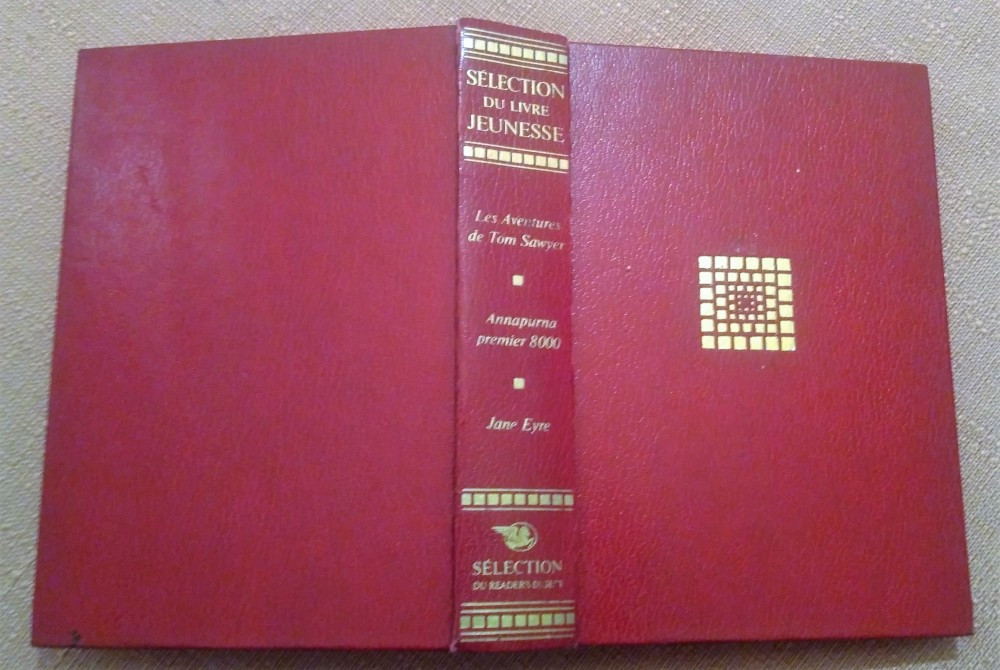 SÉLECTION
DU LIVRE
JEUNESSE
Les Aventures
de Tom Sawyer
Annapurna
premier 8000
Jane Eyre
SÉLECTION
DU READER'S DIGEST